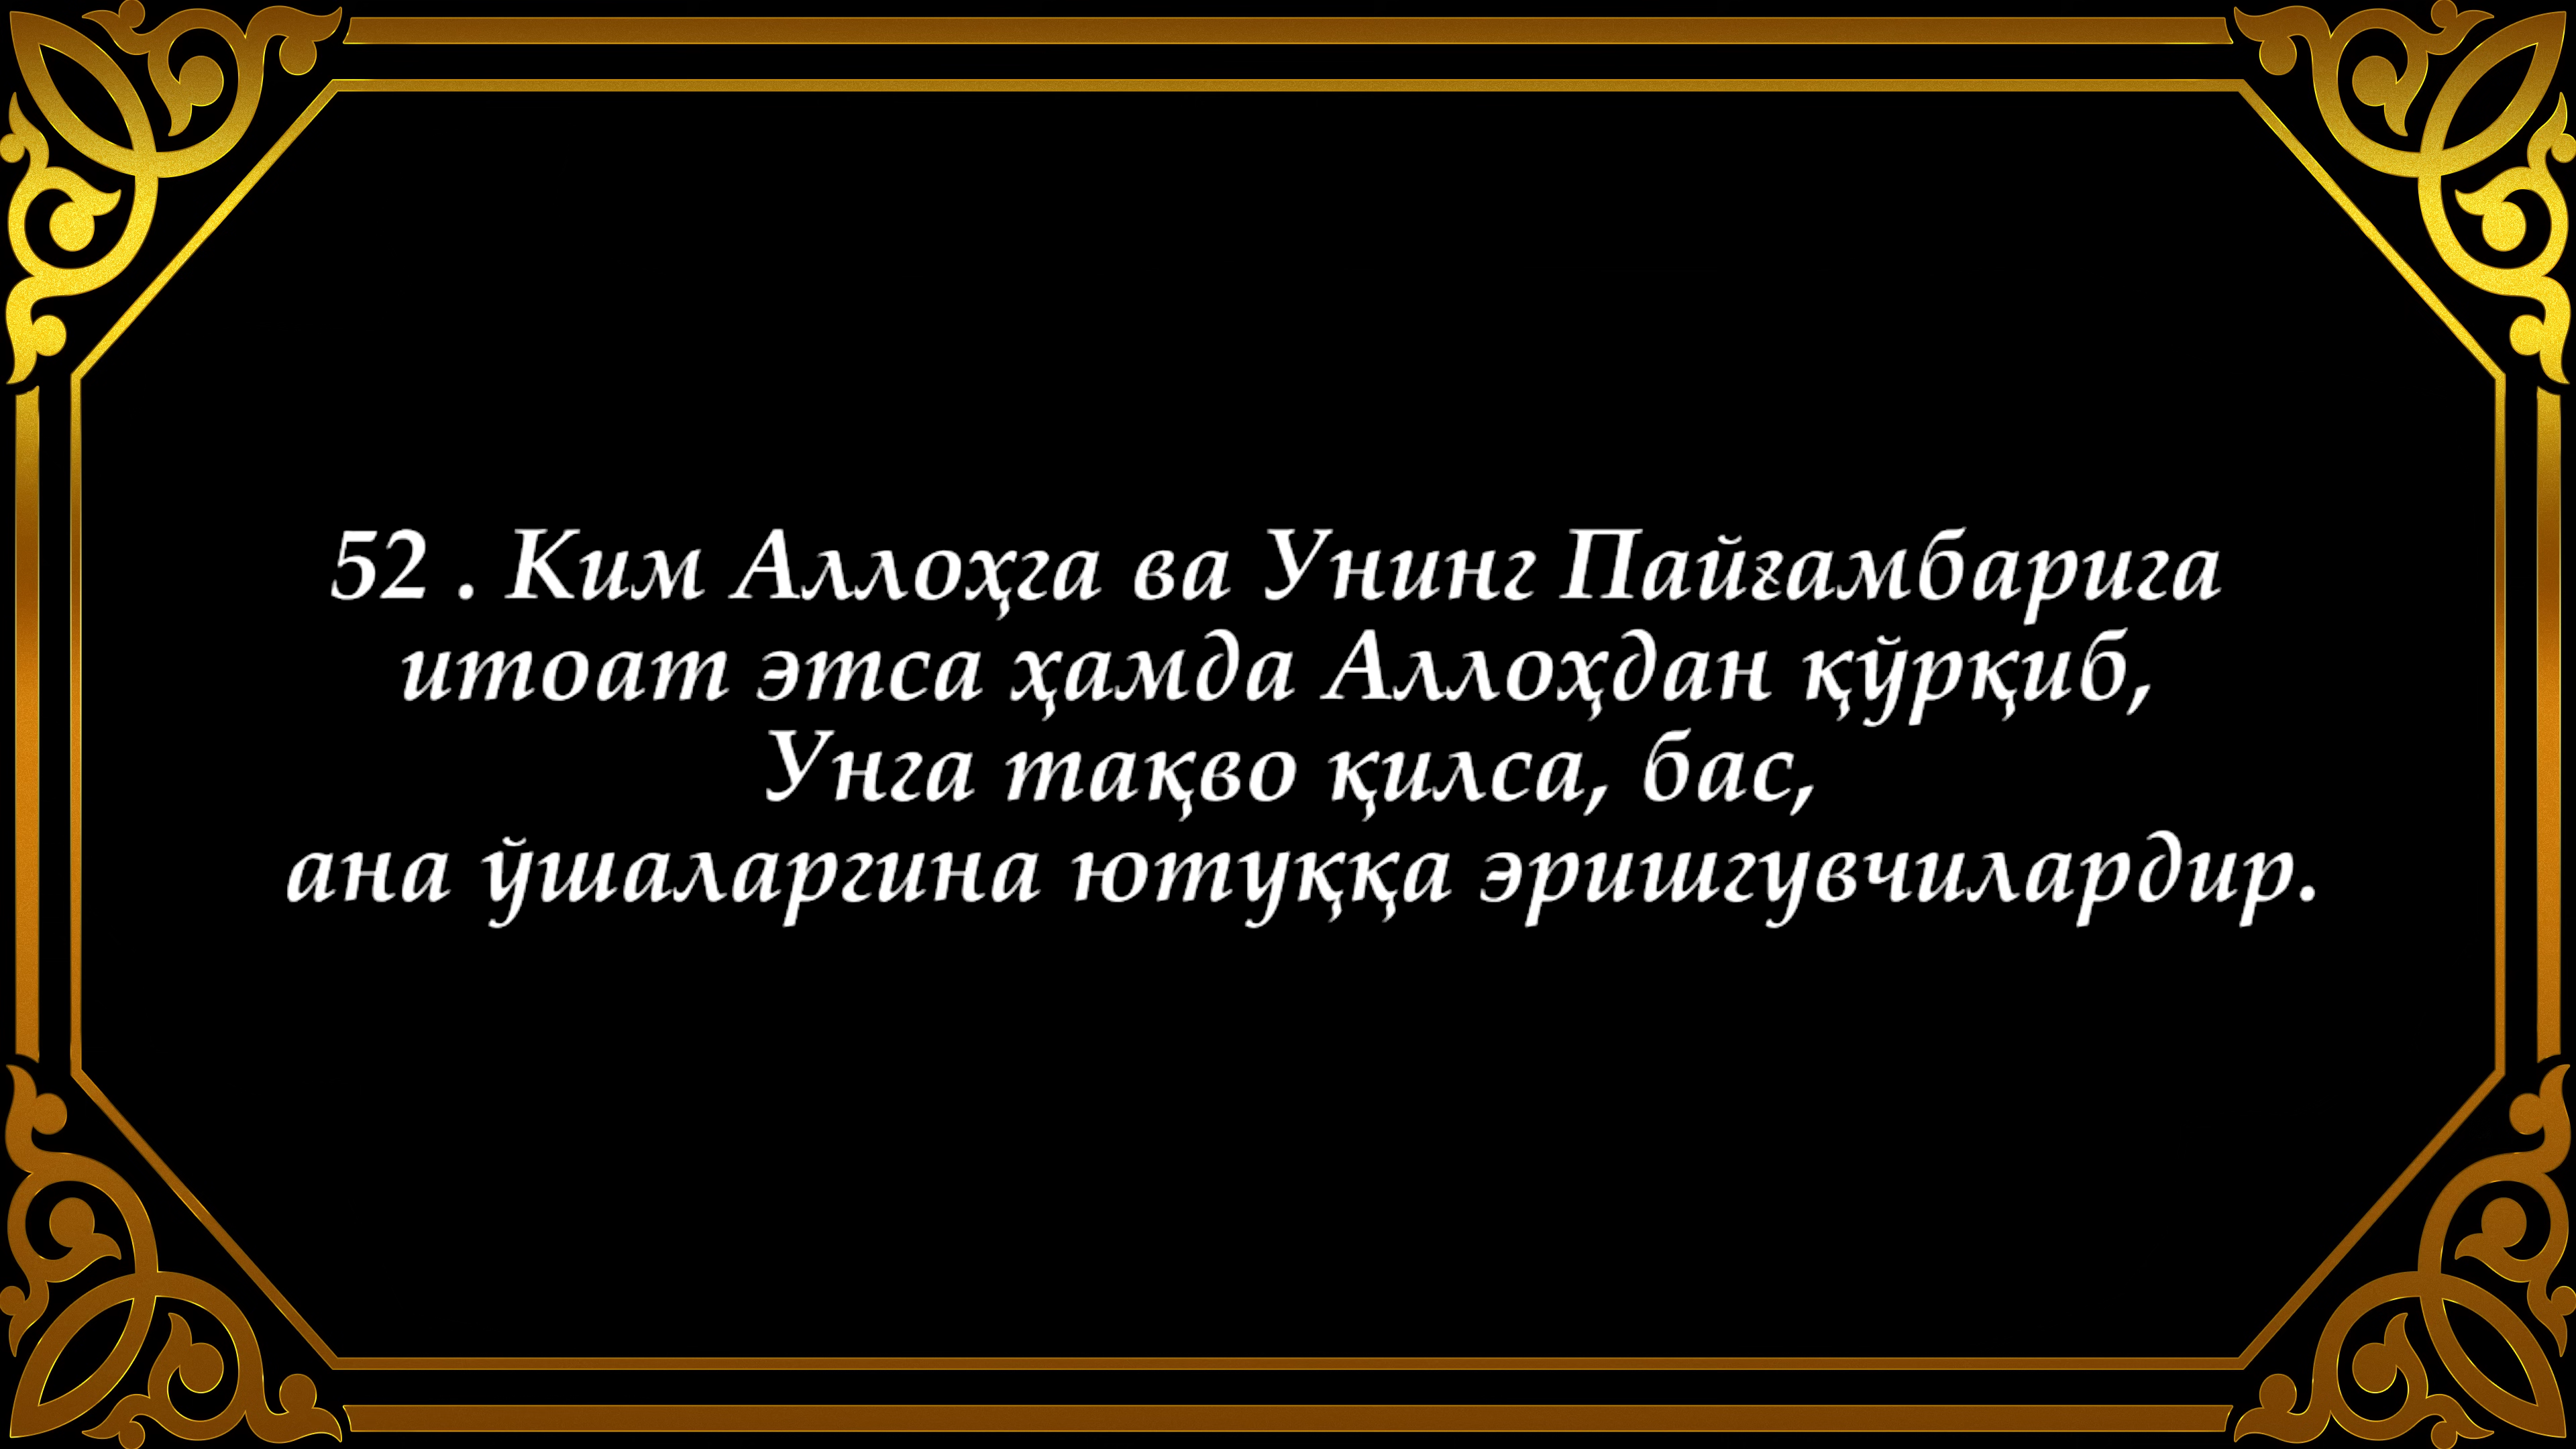 52 . Ким Аллоҳга ва Унинг Пайғамбарига
итоат этса ҳамда Аллоҳдан қўрқиб,
Унга тақво қилса, бас,
ана ўшаларгина ютуққа эришгувчилардир.